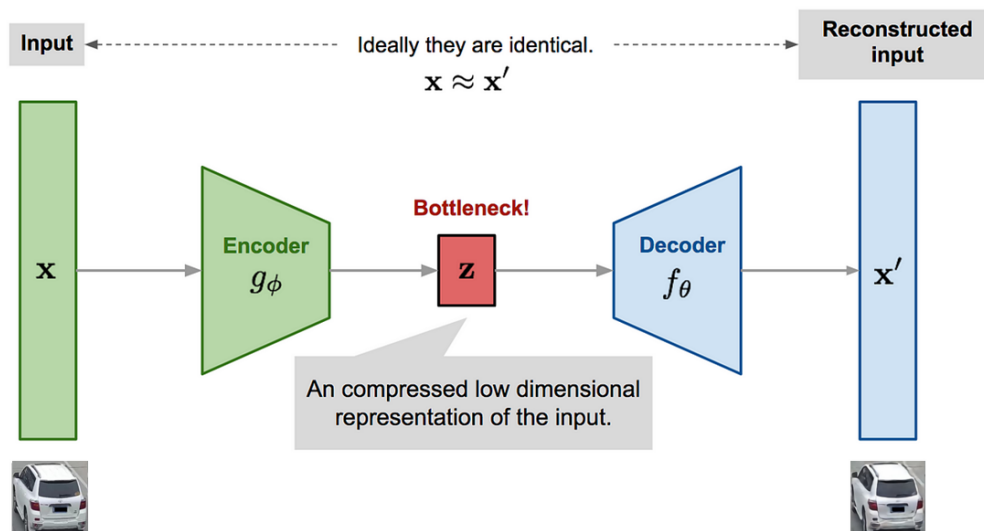 Input
Ideally they are identical.
x ≈ x′
Reconstructed
input
Bottleneck!
x
Encoder
gϕ
z
Decoder
fθ
x′
An compressed low dimensional
representation of the input.